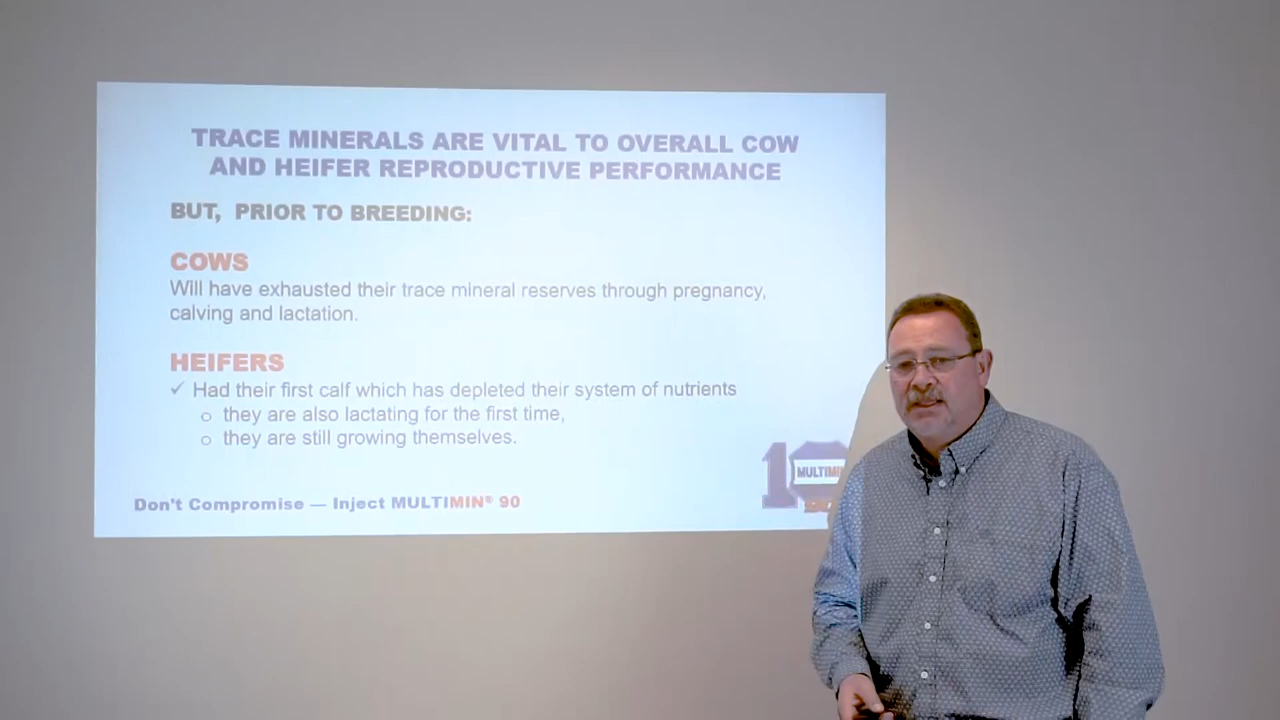 TRACE MINERALS ARE VITAL TO OVERALL COW
AND HEIFER REPRODUCTIVE PERFORMANCE
BUT, PRIOR TO BREEDING:
COWS
Will have exhausted their trace mineral reserves through pregnancy,
calving and lactation.
HEIFERS
✓ Had their first calf which has depleted their system of nutrients
o they are also lactating for the first time,
o they are still growing themselves.
10
MULTIMIN
Don't Compromise — Inject MULTIMIN® 90